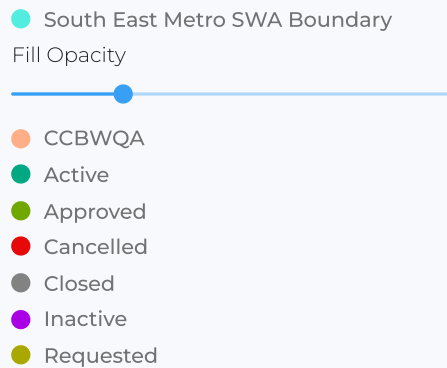 South East Metro SWA Boundary
Fill Opacity
CCBWQA
Active
Approved
Cancelled
Closed
Inactive
Requested